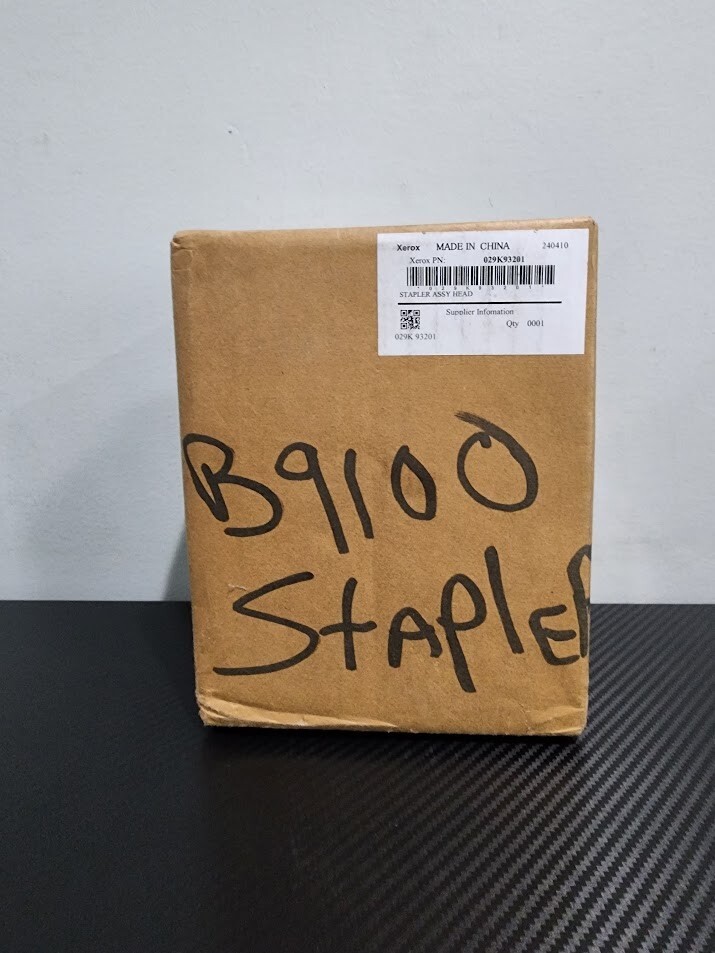 Xerox MADE IN CHINA 240410
Xerox PN: 029K93201
*029K93201*
STAPLER ASSY HEAD
Supplier Infomation
Qty 0001
029K 93201
B9100
StAplER